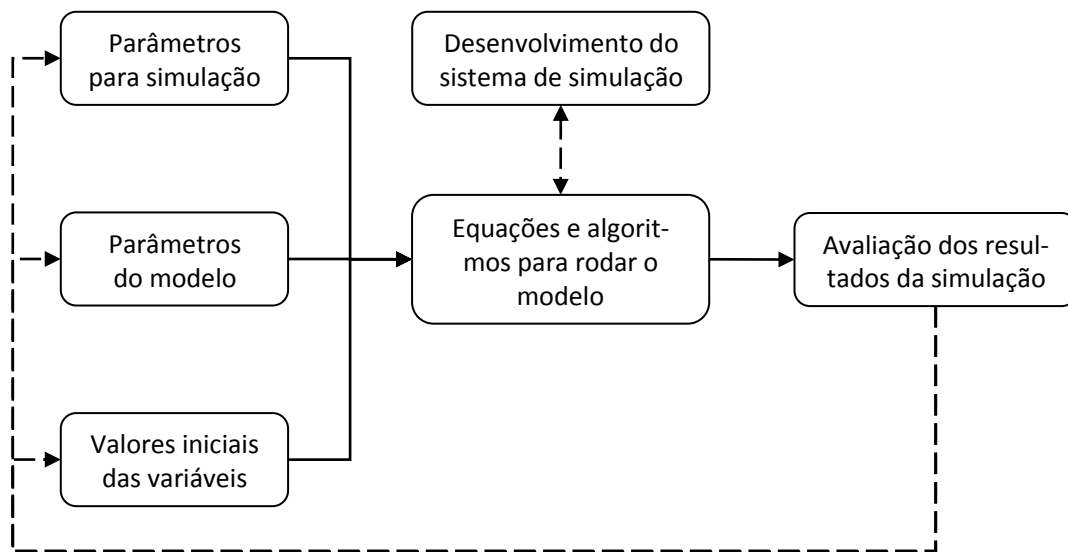 Parâmetros
para simulação
Desenvolvimento do
sistema de simulação
Parâmetros
do modelo
Equações e algorit-
mos para rodar o
modelo
Avaliação dos resul-
tados da simulação
Valores iniciais
das variáveis